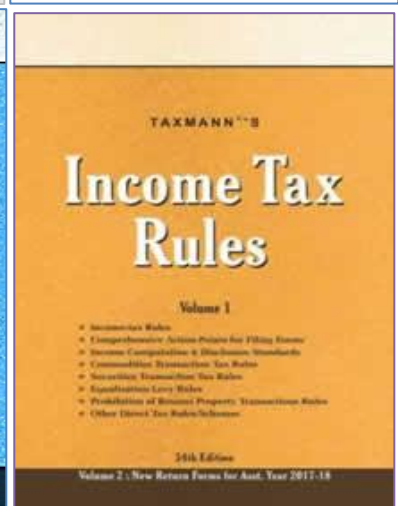 TAXMANN'S
Income Tax
Rules
Volume 1
Income-tax Rules
Comprehensive Action Points for Filing Forms
Income Computation & Disclosure Standards
Commodities Transaction Tax Rules
Securities Transaction Tax Rules
Equalisation Levy Rules
Prohibition of Benami Property Transactions Rules
Other Direct Tax Rules/Schemes
54th Edition
Volume 2 : New Return Forms for Asst. Year 2017-18